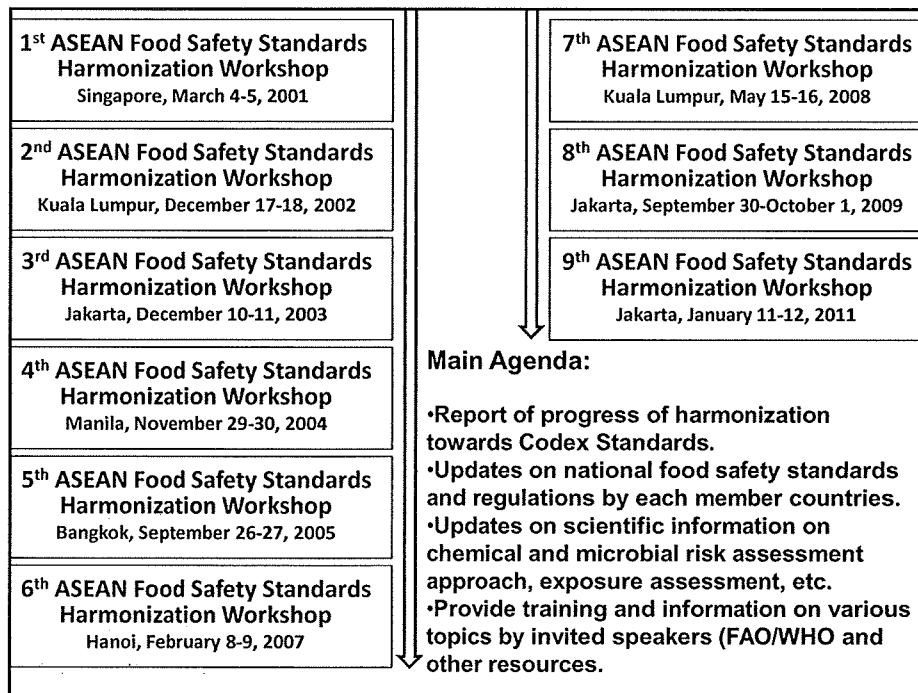 1st ASEAN Food Safety Standards
Harmonization Workshop
Singapore, March 4-5, 2001
2nd ASEAN Food Safety Standards
Harmonization Workshop
Kuala Lumpur, December 17-18, 2002
3rd ASEAN Food Safety Standards
Harmonization Workshop
Jakarta, December 10-11, 2003
4th ASEAN Food Safety Standards
Harmonization Workshop
Manila, November 29-30, 2004
5th ASEAN Food Safety Standards
Harmonization Workshop
Bangkok, September 26-27, 2005
6th ASEAN Food Safety Standards
Harmonization Workshop
Hanoi, February 8-9, 2007
7th ASEAN Food Safety Standards
Harmonization Workshop
Kuala Lumpur, May 15-16, 2008
8th ASEAN Food Safety Standards
Harmonization Workshop
Jakarta, September 30-October 1, 2009
9th ASEAN Food Safety Standards
Harmonization Workshop
Jakarta, January 11-12, 2011
Main Agenda:
•Report of progress of harmonization
towards Codex Standards.
•Updates on national food safety standards
and regulations by each member countries.
•Updates on scientific information on
chemical and microbial risk assessment
approach, exposure assessment, etc.
•Provide training and information on various
topics by invited speakers (FAO/WHO and
other resources.